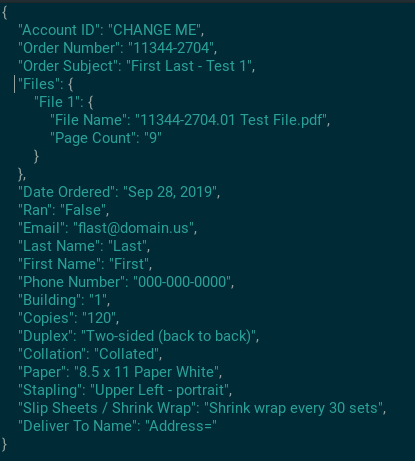 {
"Account ID": "CHANGE ME",
"Order Number": "11344-2704",
"Order Subject": "First Last - Test 1",
"Files": {
"File 1": {
"File Name": "11344-2704.01 Test File.pdf",
"Page Count": "9"
}
},
"Date Ordered": "Sep 28, 2019",
"Ran": "False",
"Email": "flast@domain.us",
"Last Name": "Last",
"First Name": "First",
"Phone Number": "000-000-0000",
"Building": "1",
"Copies": "120",
"Duplex": "Two-sided (back to back)",
"Collation": "Collated",
"Paper": "8.5 x 11 Paper White",
"Stapling": "Upper Left - portrait",
"Slip Sheets / Shrink Wrap": "Shrink wrap every 30 sets",
"Deliver To Name": "Address="
}